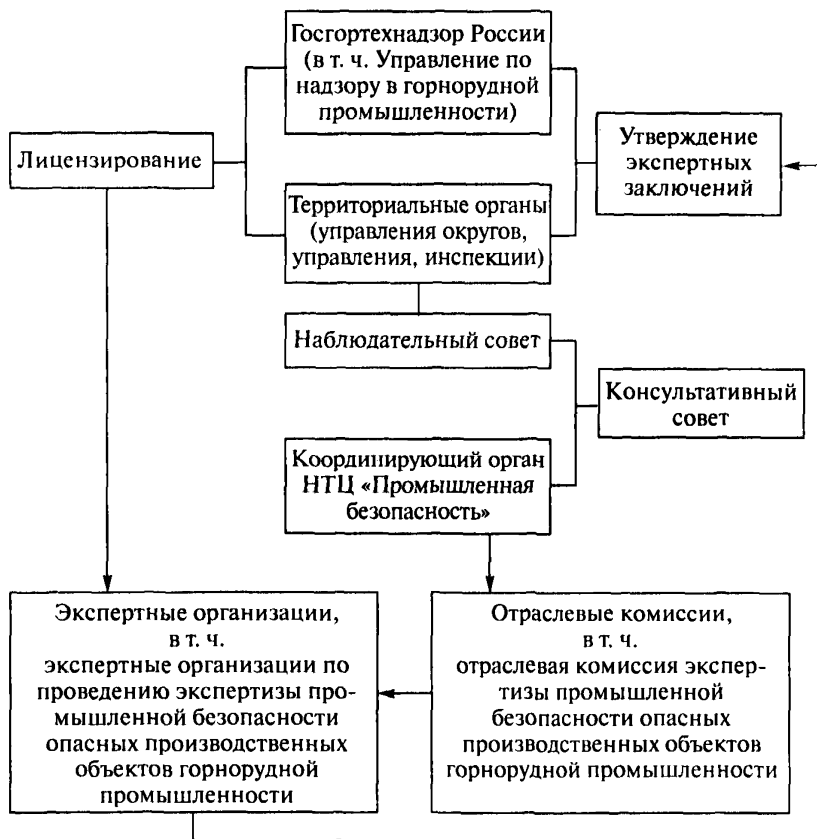 Госгортехнадзор России
(в т. ч. Управление по
надзору в горнорудной
промышленности)
Лицензирование
Утверждение
экспертных
заключений
Территориальные органы
(управления округов,
управления, инспекции)
Наблюдательный совет
Консультативный
совет
Координирующий орган
НТЦ «Промышленная
безопасность»
Экспертные организации,
в т. ч.
экспертные организации по
проведению экспертизы про-
мышленной безопасности
опасных производственных
объектов горнорудной
промышленности
Отраслевые комиссии,
в т. ч.
отраслевая комиссия экспер-
тизы промышленной
безопасности опасных
производственных объектов
горнорудной промышленности